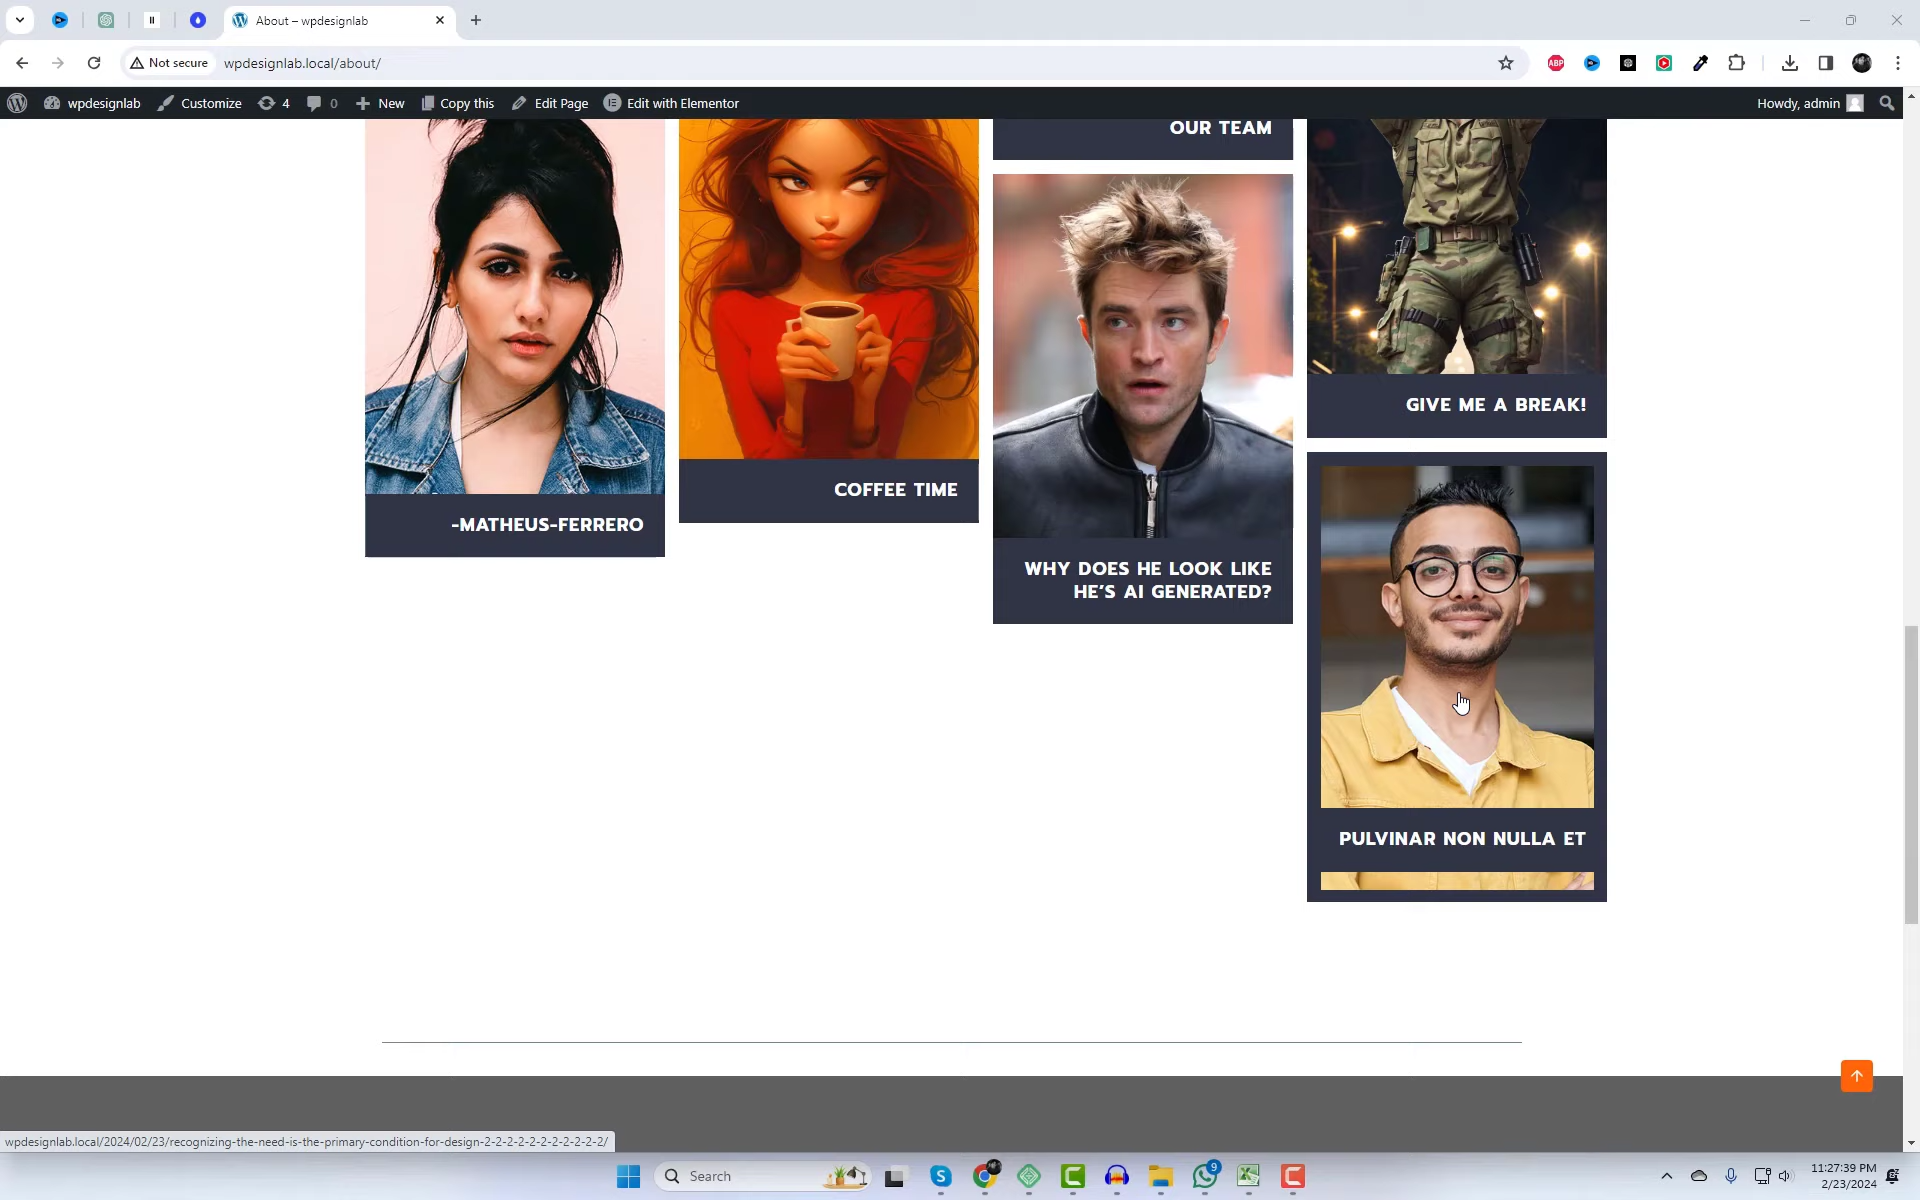 About – wpdesignlab
Not secure
wpdesignlab.local/about/
ABP
wpdesignlab
Customize
4
0
New
Copy this
Edit Page
Edit with Elementor
Howdy, admin
OUR TEAM
GIVE ME A BREAK!
COFFEE TIME
-MATHEUS-FERRERO
WHY DOES HE LOOK LIKE
HE’S AI GENERATED?
PULVINAR NON NULLA ET
wpdesignlab.local/2024/02/23/recognizing-the-need-is-the-primary-condition-for-design-2-2-2-2-2-2-2-2-2-2-2/
Search
9
11:27:39 PM
2/23/2024